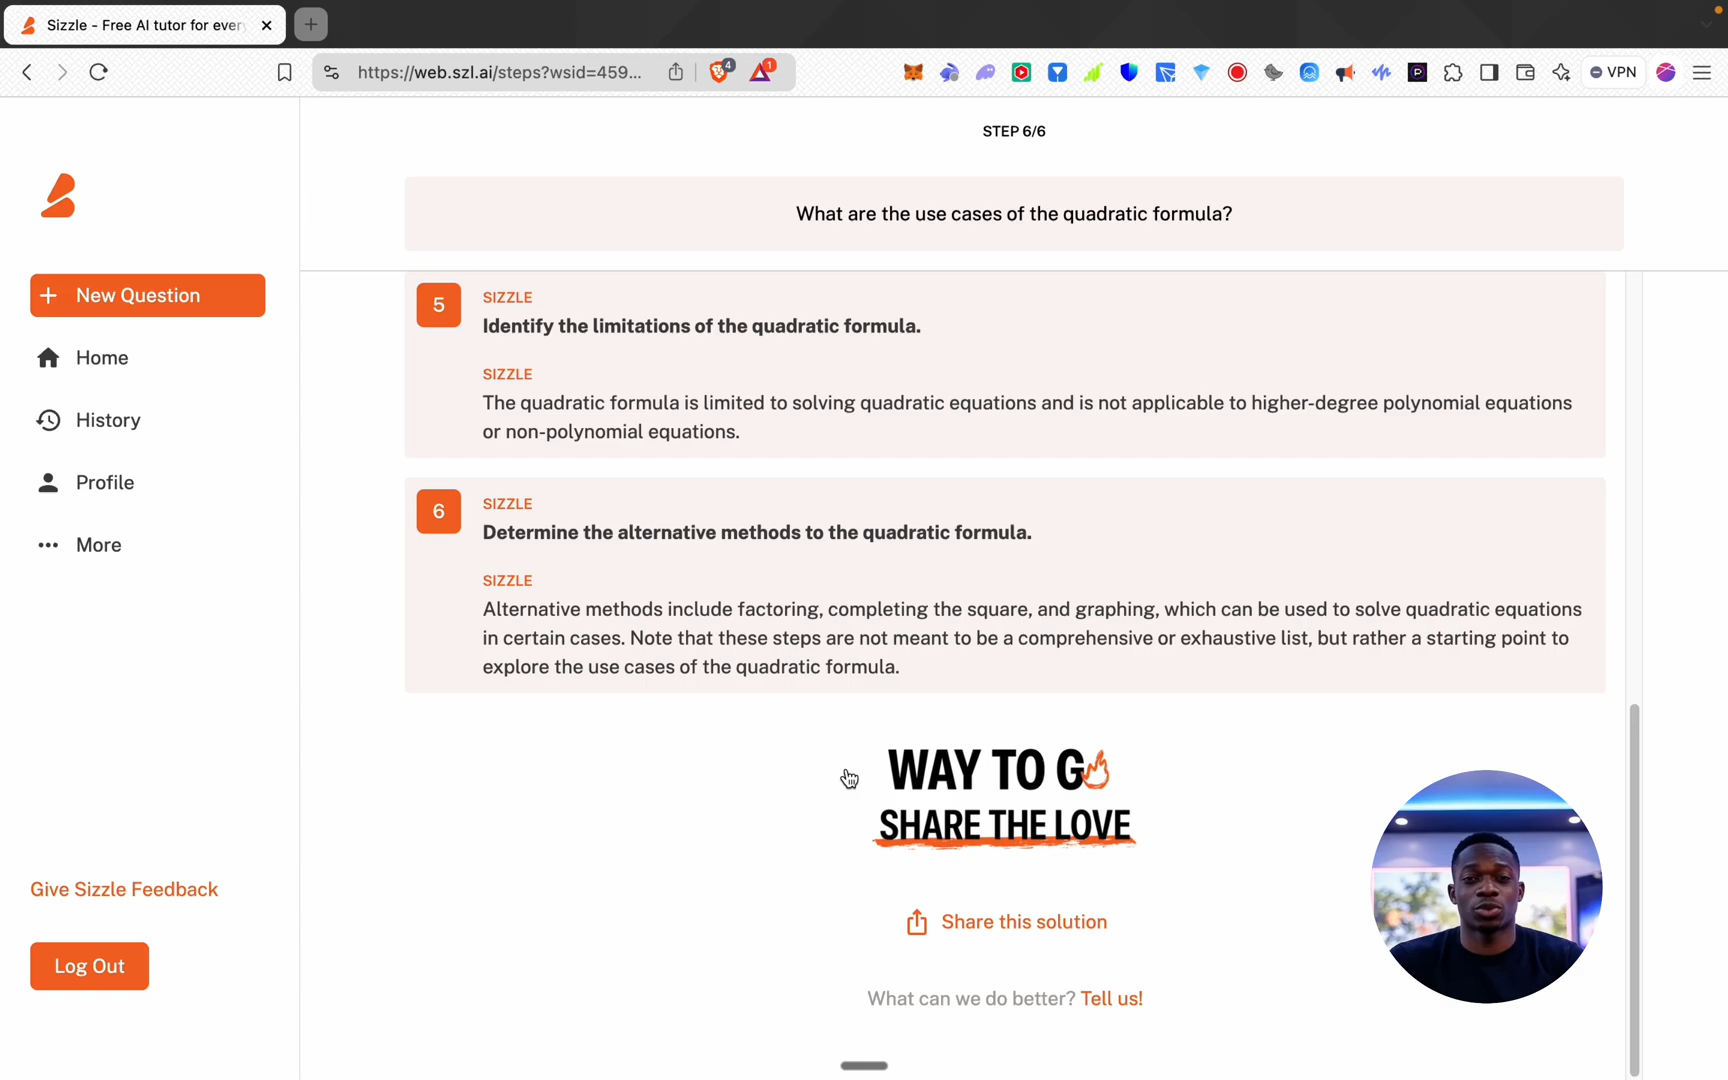 Sizzle - Free AI tutor for ever
https://web.szl.ai/steps?wsid=459...
4
1
VPN
STEP 6/6
What are the use cases of the quadratic formula?
New Question
Home
History
Profile
More
Give Sizzle Feedback
Log Out
5
SIZZLE
Identify the limitations of the quadratic formula.
SIZZLE
The quadratic formula is limited to solving quadratic equations and is not applicable to higher-degree polynomial equations
or non-polynomial equations.
6
SIZZLE
Determine the alternative methods to the quadratic formula.
SIZZLE
Alternative methods include factoring, completing the square, and graphing, which can be used to solve quadratic equations
in certain cases. Note that these steps are not meant to be a comprehensive or exhaustive list, but rather a starting point to
explore the use cases of the quadratic formula.
WAY TO GO
SHARE THE LOVE
Share this solution
What can we do better? Tell us!